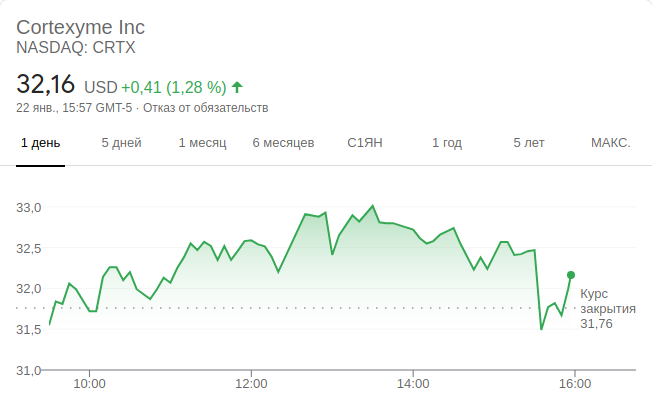 Cortexyme Inc
NASDAQ: CRTX
32,16 USD +0,41 (1,28 %) ↑
22 янв., 15:57 GMT-5 · Отказ от обязательств
1 день 5 дней 1 месяц 6 месяцев С1ЯН 1 год 5 лет МАКС.
33,0
32,5
32,0
31,5
31,0
Курс
закрытия
31,76
10:00 12:00 14:00 16:00